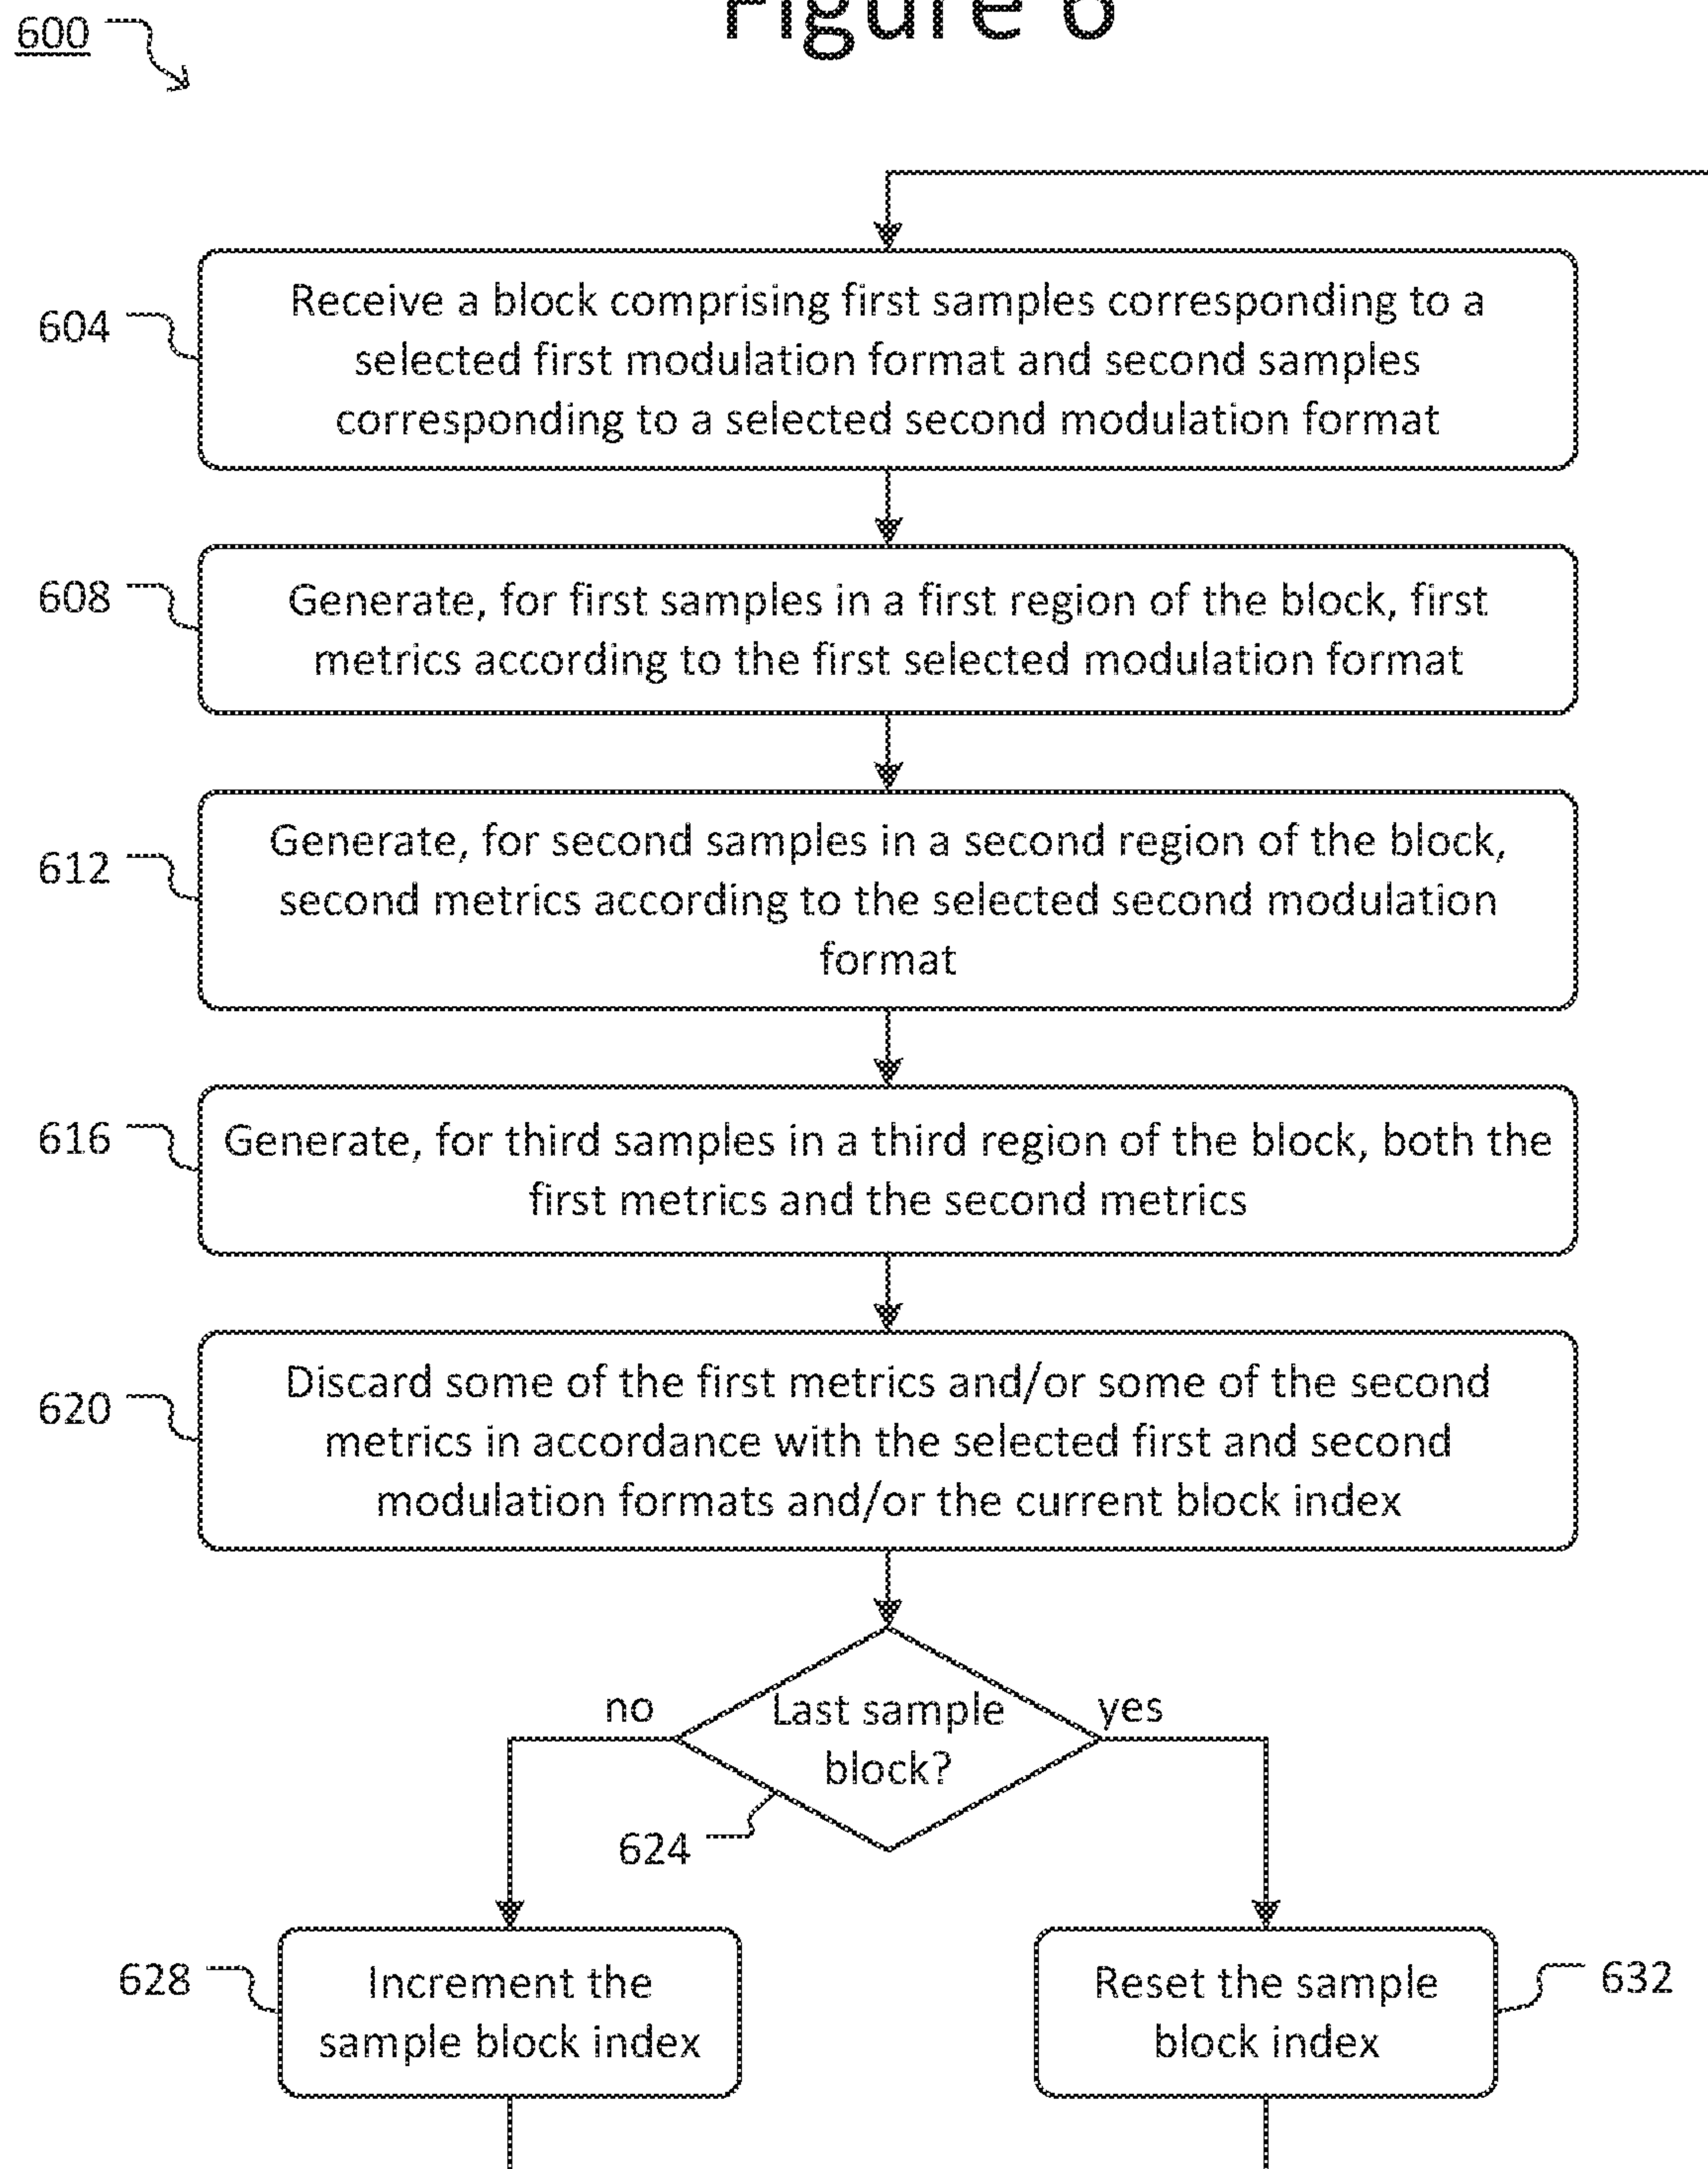 Figure 6
600
604
Receive a block comprising first samples corresponding to a
selected first modulation format and second samples
corresponding to a selected second modulation format
608
Generate, for first samples in a first region of the block, first
metrics according to the first selected modulation format
612
Generate, for second samples in a second region of the block,
second metrics according to the selected second modulation
format
616
Generate, for third samples in a third region of the block, both the
first metrics and the second metrics
620
Discard some of the first metrics and/or some of the second
metrics in accordance with the selected first and second
modulation formats and/or the current block index
no
Last sample
block?
yes
624
628
Increment the
sample block index
Reset the sample
block index
632